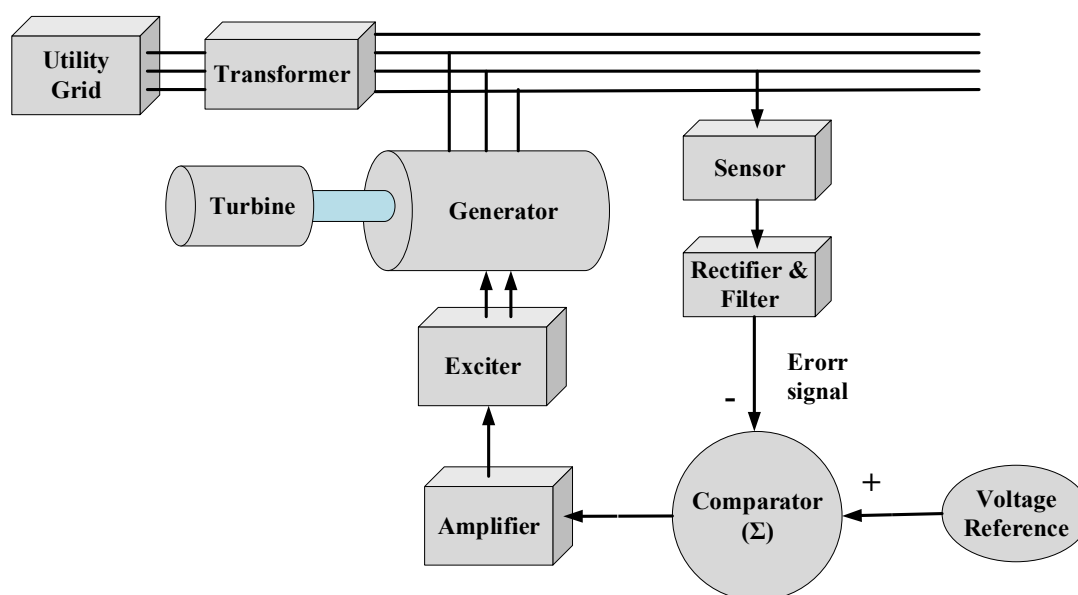 Utility
Grid
Transformer
Sensor
Turbine
Generator
Rectifier &
Filter
Exciter
Erorr
signal
-
Amplifier
Comparator
(Σ)
+
Voltage
Reference